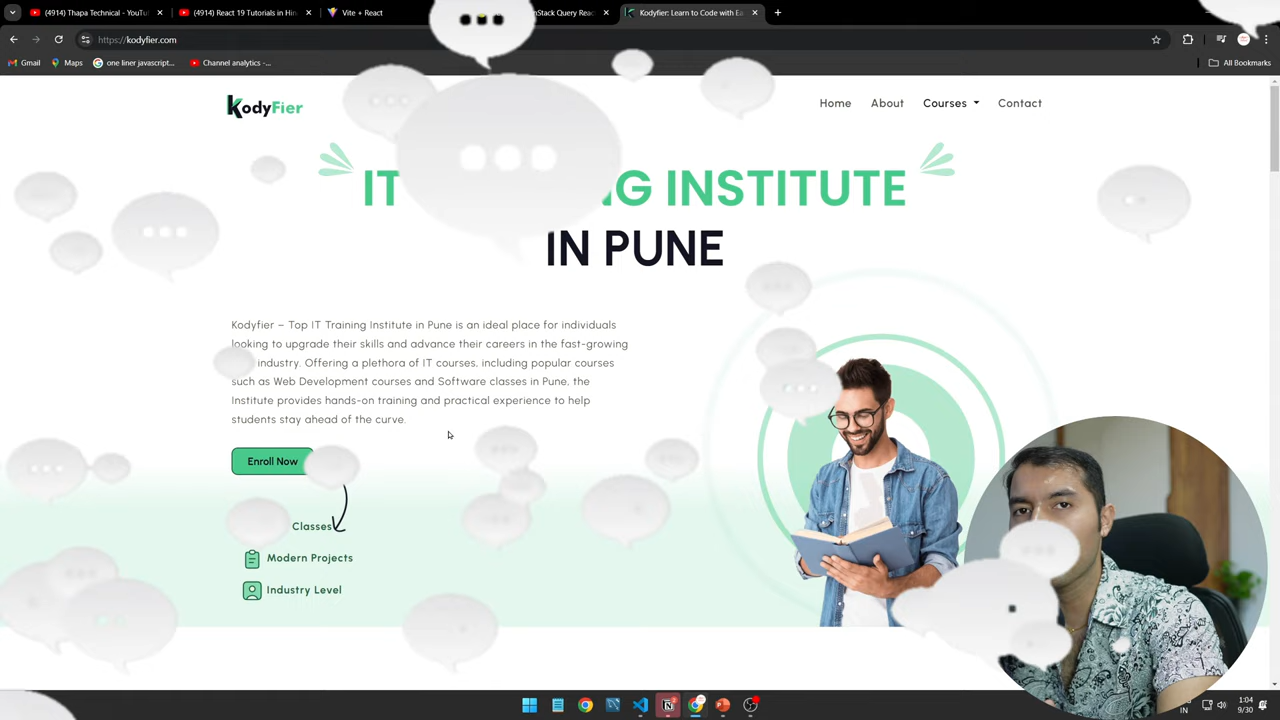 (4914) Thapa Technical - YouTu
(4914) React 19 Tutorials in Hin
Vite + React
Stack Query Reac
Kodyfier: Learn to Code with Ea
https://kodyfier.com
Gmail
Maps
one liner javascript...
Channel analytics -...
All Bookmarks
KodyFier
Home
About
Courses
Contact
IT G INSTITUTE
IN PUNE
Kodyfier – Top IT Training Institute in Pune is an ideal place for individuals
looking to upgrade their skills and advance their careers in the fast-growing
industry. Offering a plethora of IT courses, including popular courses
such as Web Development courses and Software classes in Pune, the
Institute provides hands-on training and practical experience to help
students stay ahead of the curve.
Enroll Now
Classes
Modern Projects
Industry Level
IN
1:04
9/30